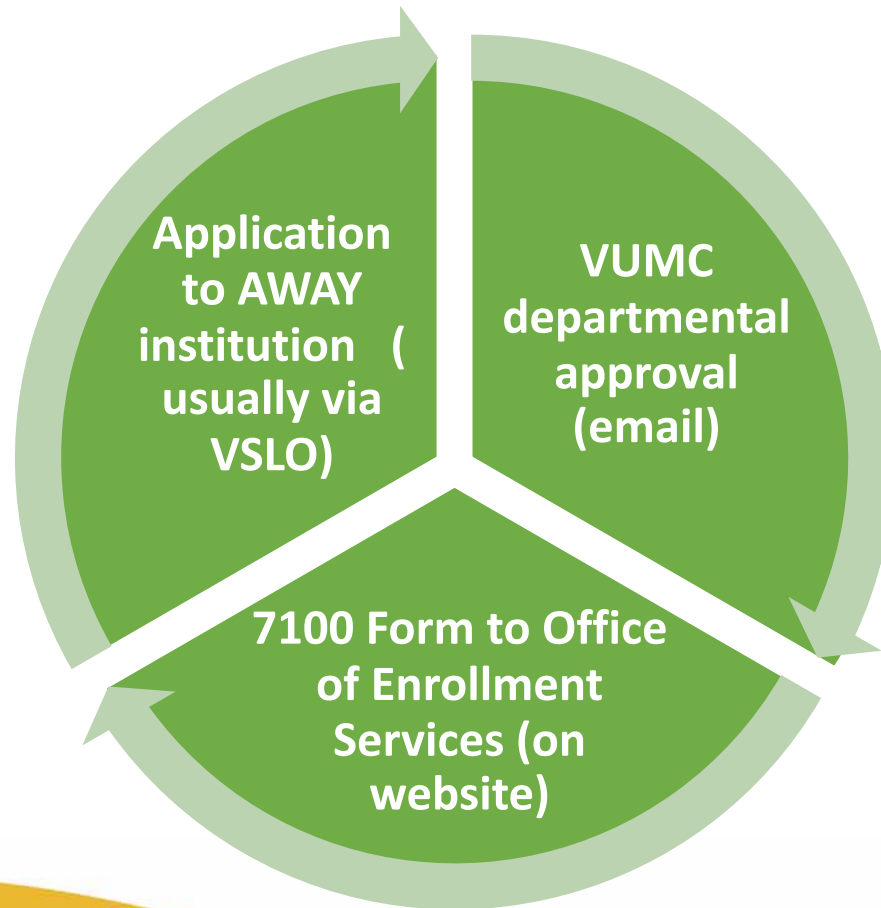 Application
to AWAY
institution (
usually via
VSLO)
VUMC
departmental
approval
(email)
7100 Form to Office
of Enrollment
Services (on
website)